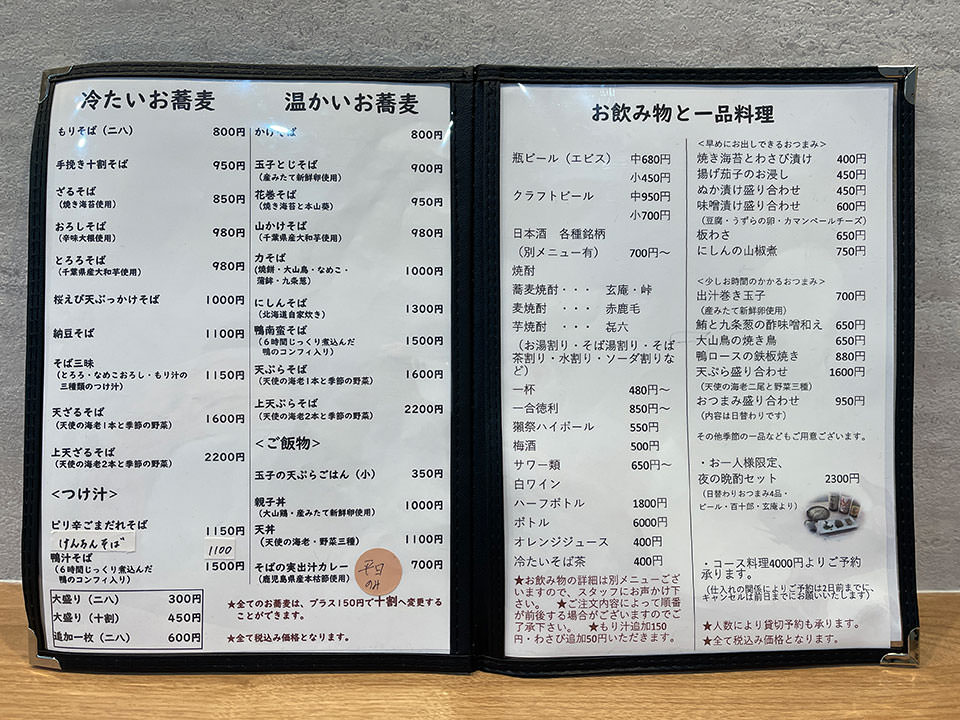 冷たいお蕎麦
もりそば（二八） 800円
手挽き十割そば 950円
ざるそば 850円
（焼き海苔使用）
おろしそば 980円
（辛味大根使用）
とろろそば 980円
（千葉県産大和芋使用）
桜えび天ぶっかけそば 1000円
納豆そば 1100円
そば三昧 1150円
（とろろ・なめこおろし・もり汁の
三種類のつけ汁）
天ざるそば 1600円
（天使の海老1本と季節の野菜）
上天ざるそば 2200円
（天使の海老2本と季節の野菜）
<つけ汁>
ピリ辛ごまだれそば 1150円
けんちんそば 1100
鴨汁そば 1500円
（６時間じっくり煮込んだ
鴨のコンフィ入り）
大盛り（二八） 300円
大盛り（十割） 450円
追加一枚（二八） 600円
温かいお蕎麦
かけそば 800円
玉子とじそば 900円
（産みたて新鮮卵使用）
花巻そば 950円
（焼き海苔と本山葵）
山かけそば 980円
（千葉県産大和芋使用）
力そば 1000円
（焼餅・大山鳥・なめこ・
蒲鉾・九条葱）
にしんそば 1300円
（北海道自家炊き）
鴨南蛮そば 1500円
（６時間じっくり煮込んだ
鴨のコンフィ入り）
天ぷらそば 1600円
（天使の海老1本と季節の野菜）
上天ぷらそば 2200円
（天使の海老2本と季節の野菜）
<ご飯物>
玉子の天ぷらごはん（小） 350円
親子丼 1000円
（大山鶏・産みたて新鮮卵使用）
天丼 1100円
（天使の海老・野菜三種）
そばの実出汁カレー 700円
（鹿児島県産本枯節使用）
平日
のみ
★全てのお蕎麦は、プラス150円で十割へ変更する
ことができます。
★全て税込み価格となります。
お飲み物と一品料理
瓶ビール（エビス） 中680円
小450円
クラフトビール 中950円
小700円
日本酒 各種銘柄
（別メニュー有） 700円～
焼酎
蕎麦焼酎・・・ 玄庵・峠
麦焼酎 ・・・ 赤鹿毛
芋焼酎 ・・・ 㐂六
（お湯割り・そば湯割り・そば
茶割り・水割り・ソーダ割りな
ど）
一杯 480円～
一合徳利 850円～
獺祭ハイボール 550円
梅酒 500円
サワー類 650円～
白ワイン
ハーフボトル 1800円
ボトル 6000円
オレンジジュース 400円
冷たいそば茶 400円
★お飲み物の詳細は別メニューござ
いますので、スタッフにお声かけ下
さい。 ★ご注文内容によって順番
が前後する場合がございますのでご
了承下さい。 ★もり汁追加150
円・わさび追加50円いただきます。
<早めにお出しできるおつまみ>
焼き海苔とわさび漬け 400円
揚げ茄子のお浸し 450円
ぬか漬け盛り合わせ 450円
味噌漬け盛り合わせ 600円
（豆腐・うずらの卵・カマンベールチーズ）
板わさ 650円
にしんの山椒煮 750円
<少しお時間のかかるおつまみ>
出汁巻き玉子 700円
（産みたて新鮮卵使用）
鮪と九条葱の酢味噌和え 650円
大山鳥の焼き鳥 650円
鴨ロースの鉄板焼き 880円
天ぷら盛り合わせ 1600円
（天使の海老二尾と野菜三種）
おつまみ盛り合わせ 950円
（内容は日替わりです）
その他季節の一品などもご用意ございます。
・お一人様限定、
夜の晩酌セット 2300円
（日替わりおつまみ4品・
ビール・百十郎・玄庵より）
・コース料理4000円よりご予約
承ります。
（仕入れの関係によりご予約は2日前までに、
キャンセルは前日までにお願いいたします）
★人数により貸切予約も承ります。
★全て税込み価格となります。